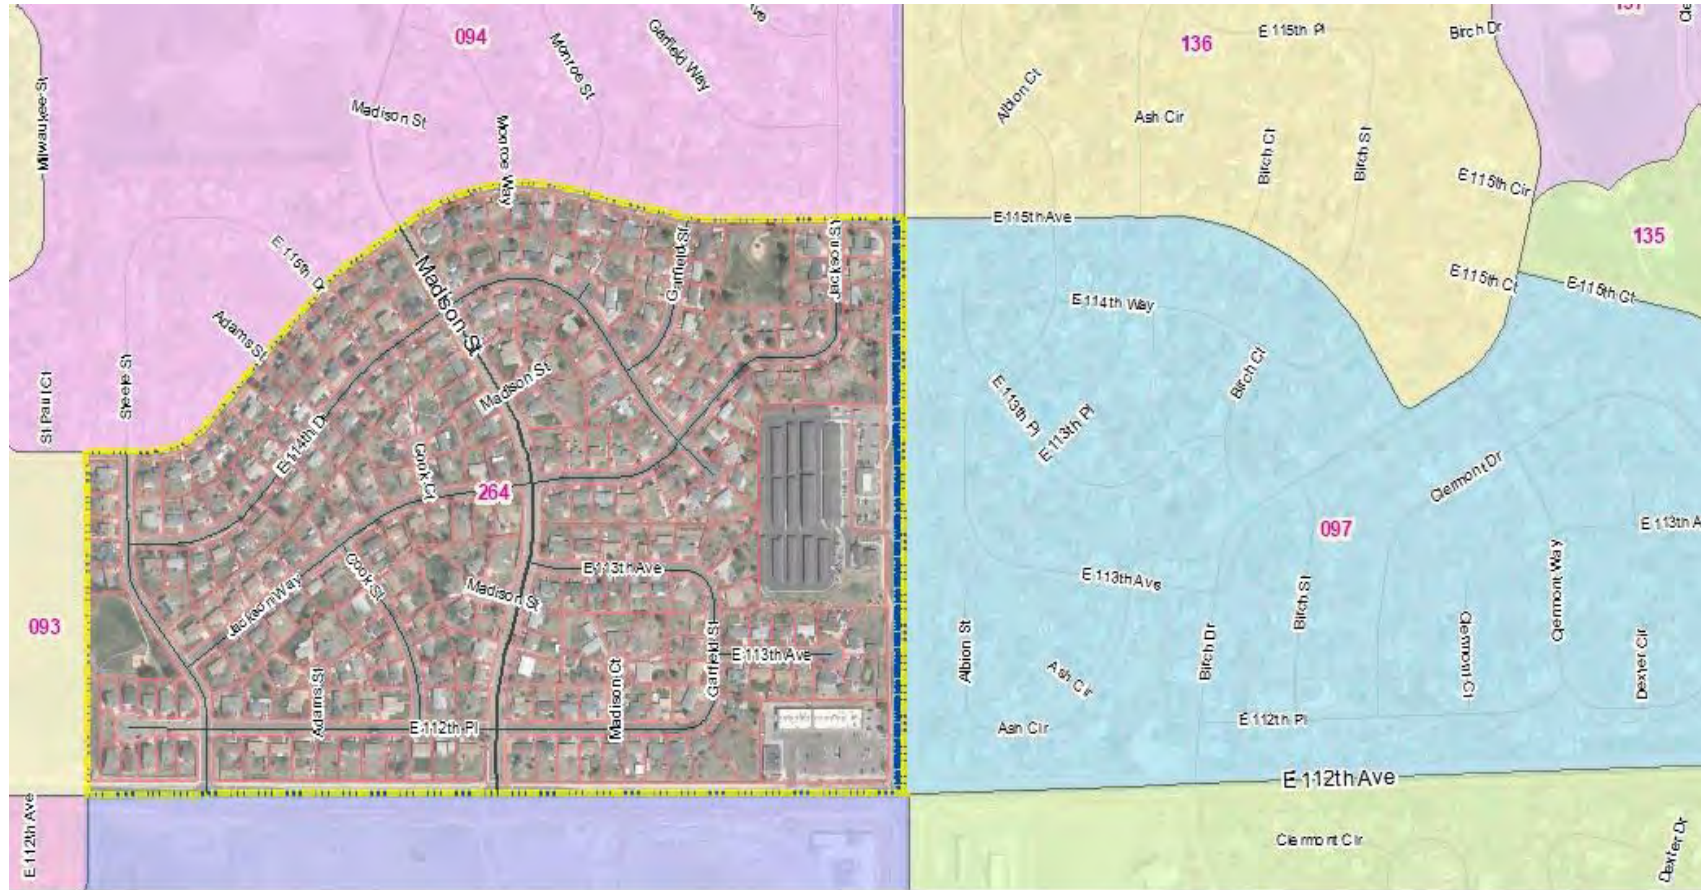 094
136
E 115th Pl
Birch Dr
Milwaukee St
Madison St
Monroe Way
Monroe St
Garfield Way
Albion Ct
Ash Cir
Birch Ct
Birch St
E 115th Cir
135
E 115th Ave
E 115th Ct
E 115th Ct
E 115th Dr
Adams St
Madison St
Garfield St
Jackson St
E 114th Way
St Paul Ct
Steele St
E 114th Dr
Madison St
Cook Ct
E 113th Pl
E 113th Pl
Birch Ct
264
Clermont Dr
097
093
Jackson Way
Cook St
Madison St
E 113th Ave
E 113th Ave
Birch St
Clermont Ct
Clermont Way
E 113th A
Adams St
Madison Ct
Garfield St
E 113th Ave
Albion St
Ash Cir
Birch Dr
Dexter Cir
E 112th Pl
Ash Cir
E 112th Pl
E 112th Ave
E 112th Ave
Clermont Cir
Dexter Dr